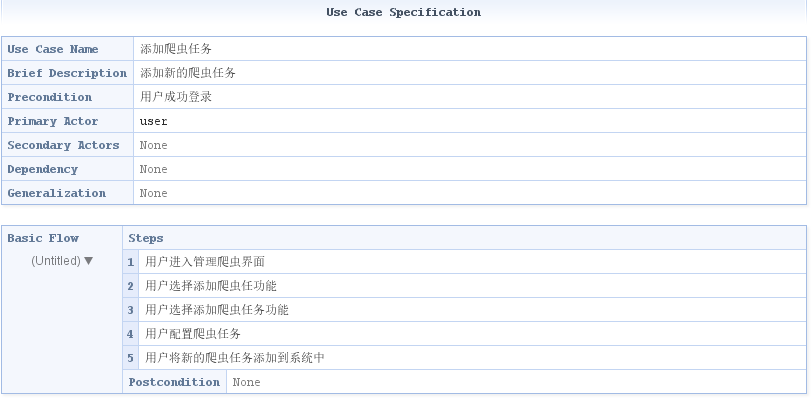 Use Case Specification
Use Case Name 添加爬虫任务
Brief Description 添加新的爬虫任务
Precondition 用户成功登录
Primary Actor user
Secondary Actors None
Dependency None
Generalization None
Basic Flow Steps
(Untitled) ▼
1 用户进入管理爬虫界面
2 用户选择添加爬虫任功能
3 用户选择添加爬虫任务功能
4 用户配置爬虫任务
5 用户将新的爬虫任务添加到系统中
Postcondition None